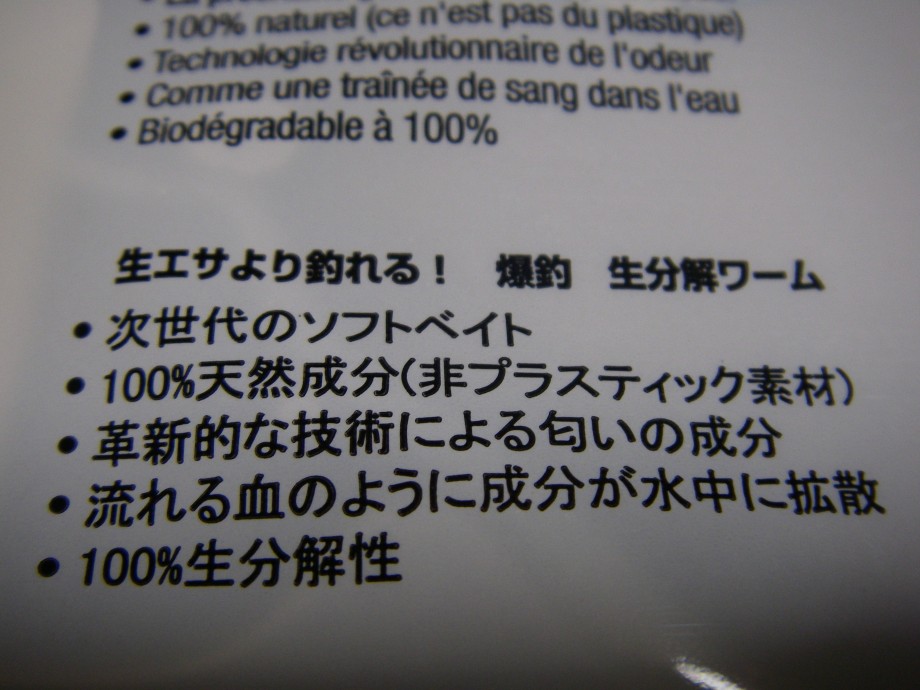 • 100% naturel (ce n'est pas du plastique)
• Technologie révolutionnaire de l'odeur
• Comme une traînée de sang dans l'eau
• Biodégradable à 100%
生エサより釣れる！ 爆釣 生分解ワーム
• 次世代のソフトベイト
• 100%天然成分(非プラスティック素材)
• 革新的な技術による匂いの成分
• 流れる血のように成分が水中に拡散
• 100%生分解性